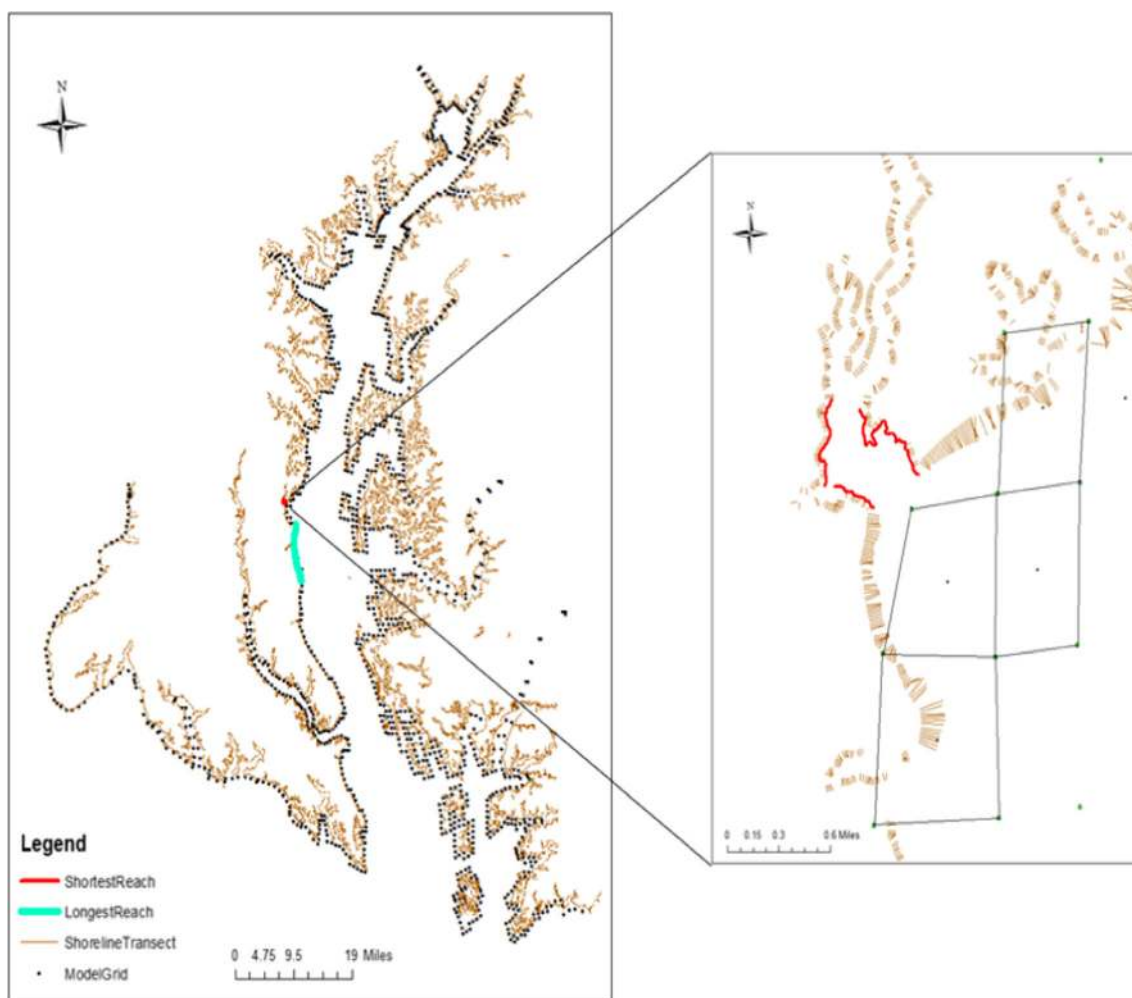 N
N
Legend
ShortestReach
LongestReach
ShorelineTransect
ModelGrid
0 4.75 9.5 19 Miles
0 0.15 0.3 0.6 Miles